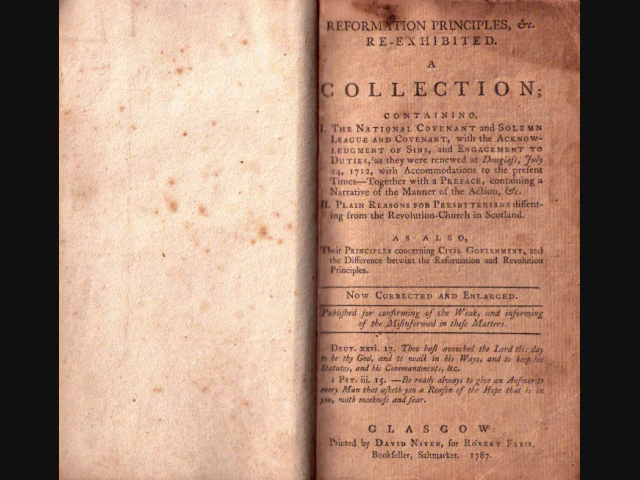 REFORMATION PRINCIPLES, &c.
RE-EXHIBITED.
A
COLLECTION;
CONTAINING,
I. THE NATIONAL COVENANT and SOLEMN
LEAGUE AND COVENANT, with the ACKNOW-
LEDGMENT OF SINS, and ENGAGEMENT TO
DUTIES, as they were renewed at Douglaſs, July
24, 1712, with Accommodations to the preſent
Times—Together with a PREFACE, containing a
Narrative of the Manner of the Action, &c.
II. PLAIN REASONS FOR PRESBYTERIANS diſſent-
ing from the Revolution-Church in Scotland.
AS ALSO,
Their PRINCIPLES concerning CIVIL GOVERNMENT, and
the Difference betwixt the Reformation and Revolution
Principles.
NOW CORRECTED AND ENLARGED.
Publiſhed for confirming of the Weak, and informing
of the Miſinformed in theſe Matters.
DEUT. xxvi. 17. Thou haſt avouched the Lord this day
to be thy God, and to walk in his Ways, and to keep his
Statutes, and his Commandments, &c.
1 PET. iii. 15. —Be ready always to give an Anſwer to
every Man that aſketh you a Reaſon of the Hope that is in
you, with meekneſs and fear.
GLASGOW:
Printed by DAVID NIVEN, for ROBERT FARIE,
Bookſeller, Saltmarket. 1787.